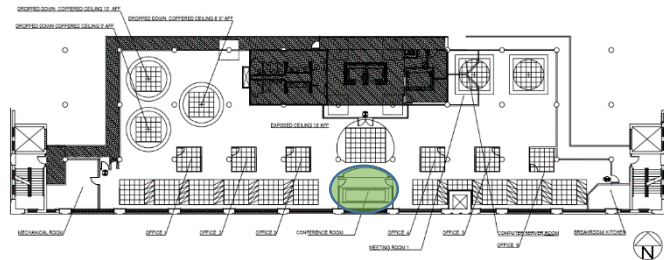 DROPPED DOWN COFFERED CEILING 10' AFF
DROPPED DOWN COFFERED CEILING 9' AFF
DROPPED DOWN COFFERED CEILING 8' 6" AFF
EXPOSED CEILING 13' AFF
MECHANICAL ROOM
OFFICE 1
OFFICE 2
OFFICE 3
CONFERENCE ROOM
OFFICE 4
MEETING ROOM 1
OFFICE 5
COMPUTER SERVER ROOM
OFFICE 6
BREAKROOM KITCHEN
N